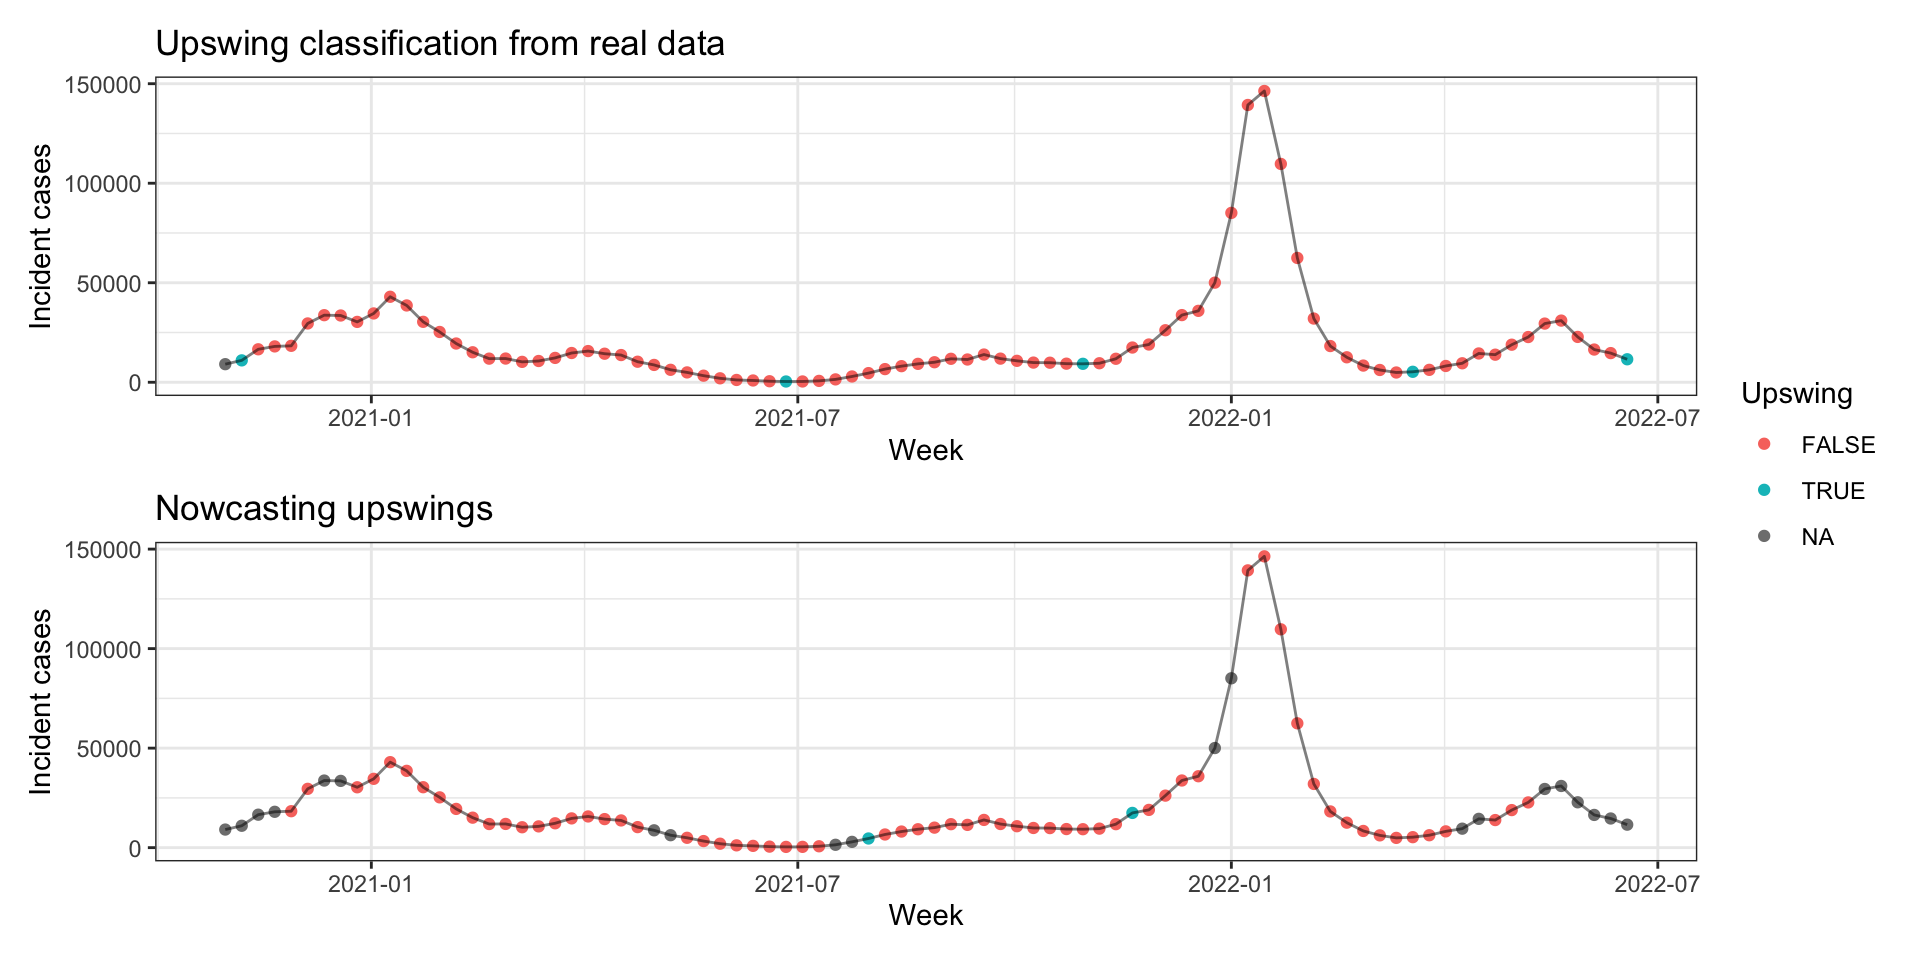 Upswing classification from real data
150000
100000
50000
0
Incident cases
2021-01
2021-07
2022-01
2022-07
Week
Nowcasting upswings
150000
100000
50000
0
Incident cases
2021-01
2021-07
2022-01
2022-07
Week
Upswing
FALSE
TRUE
NA